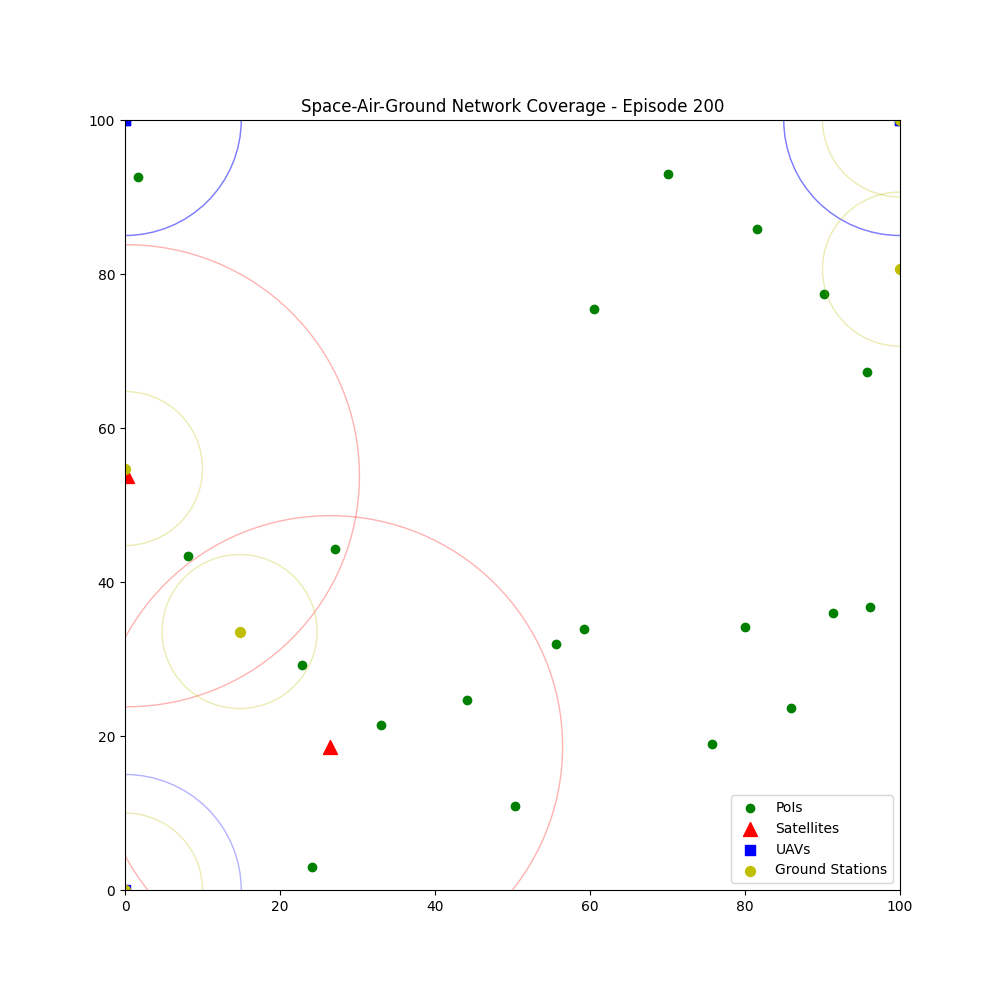 Space-Air-Ground Network Coverage - Episode 200
100
80
60
40
20
0
0 20 40 60 80 100
PoIs
Satellites
UAVs
Ground Stations